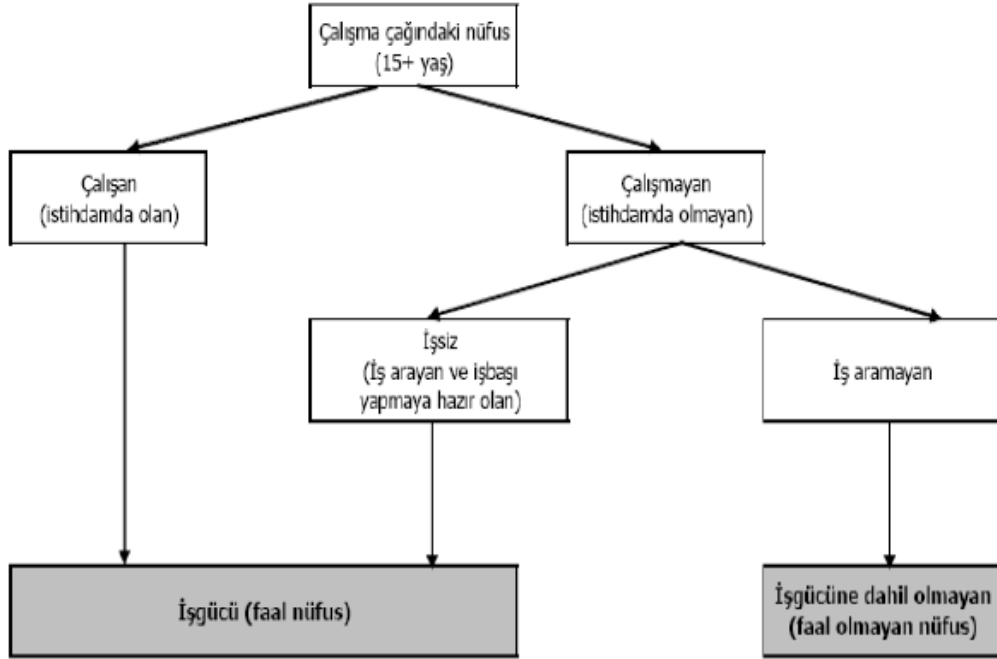 Çalışma çağındaki nüfus
(15+ yaş)
Çalışan
(istihdamda olan)
Çalışmayan
(istihdamda olmayan)
İşsiz
(İş arayan ve işbaşı
yapmaya hazır olan)
İş aramayan
İşgücü (faal nüfus)
İşgücüne dahil olmayan
(faal olmayan nüfus)